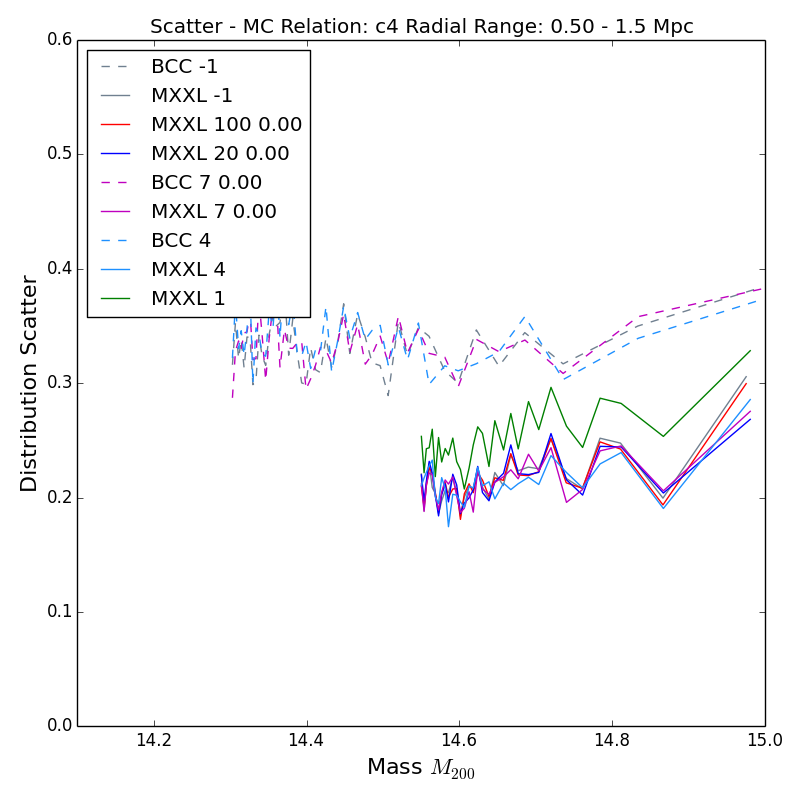 Scatter - MC Relation: c4 Radial Range: 0.50 - 1.5 Mpc
0.6
0.5
0.4
0.3
0.2
0.1
0.0
Distribution Scatter
BCC -1
MXXL -1
MXXL 100 0.00
MXXL 20 0.00
BCC 7 0.00
MXXL 7 0.00
BCC 4
MXXL 4
MXXL 1
14.2 14.4 14.6 14.8 15.0
Mass M₂₀₀